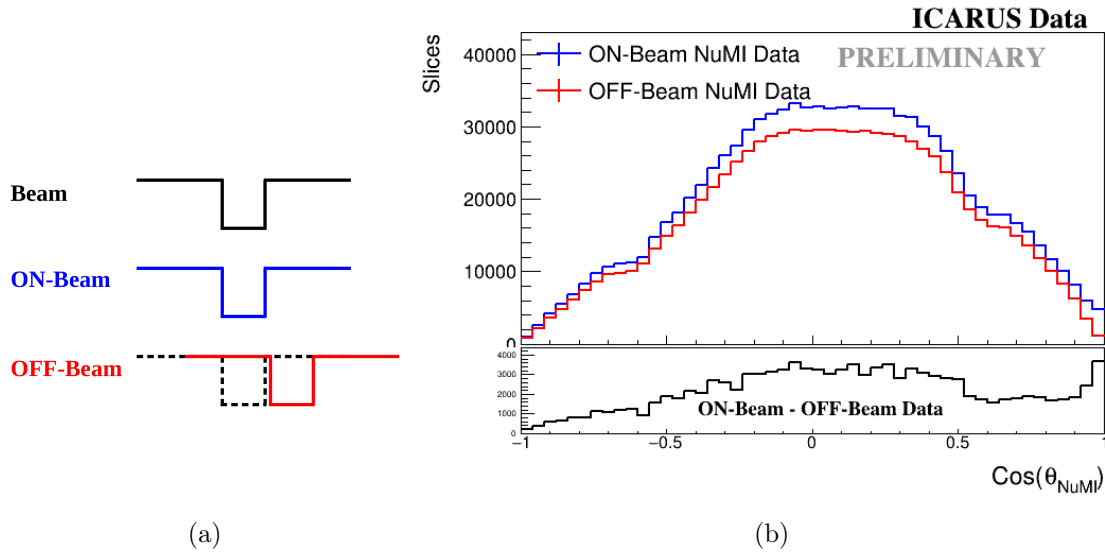 Beam
ON-Beam
OFF-Beam
(a)
ICARUS Data
PRELIMINARY
ON-Beam NuMI Data
OFF-Beam NuMI Data
Slices
40000
30000
20000
10000
0
4000
3000
2000
1000
0
ON-Beam - OFF-Beam Data
−1 −0.5 0 0.5 1
Cos(θNuMI)
(b)